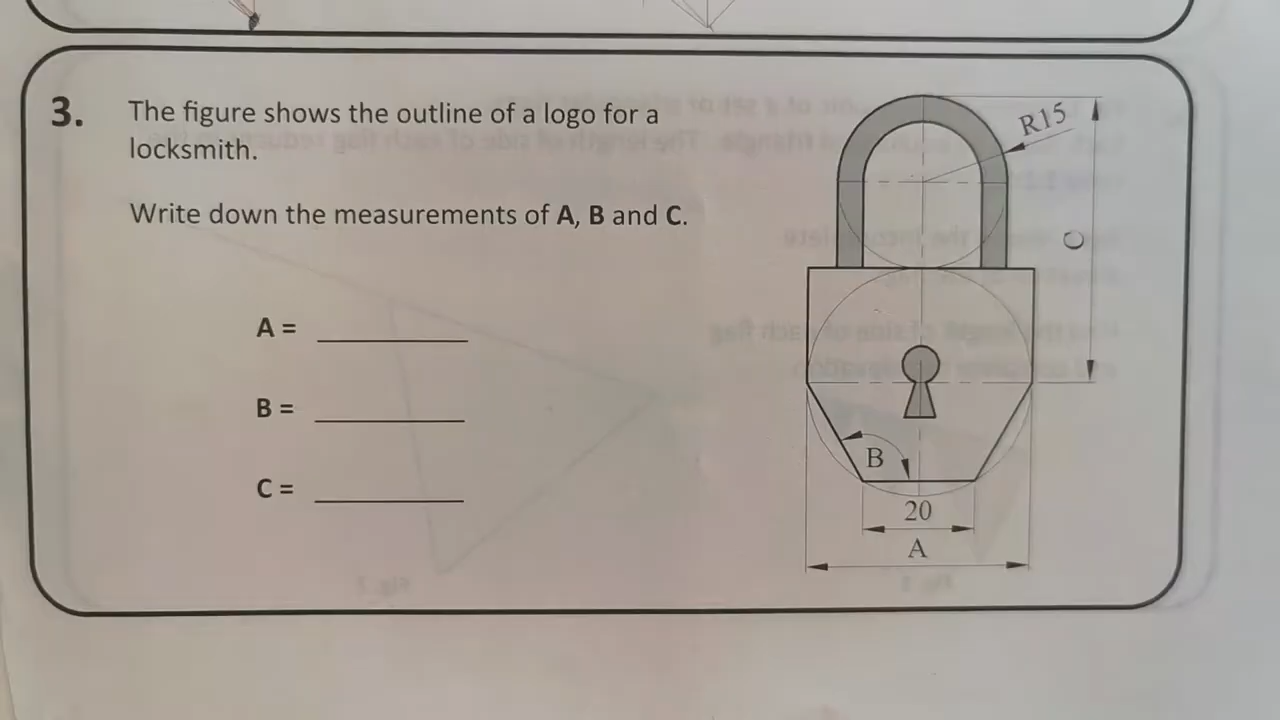 3. The figure shows the outline of a logo for a
locksmith.
Write down the measurements of A, B and C.
A =
B =
C =
R15
C
B
20
A